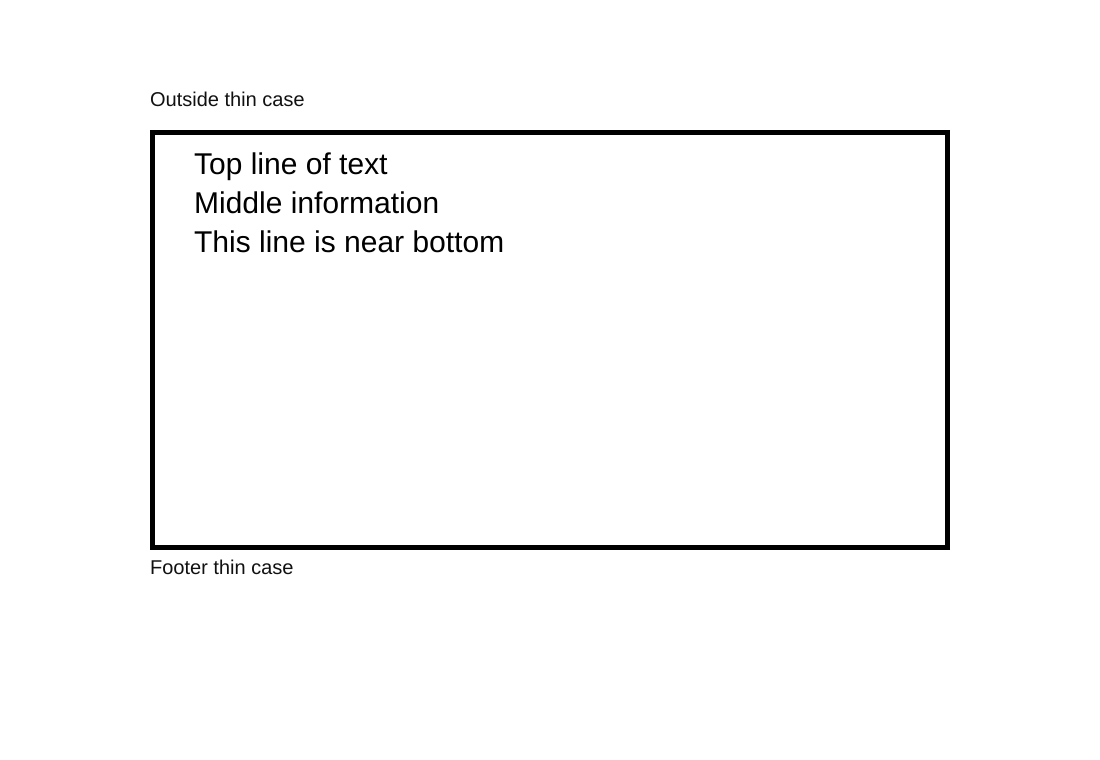 Outside thin case
Top line of text
Middle information
This line is near bottom
Footer thin case